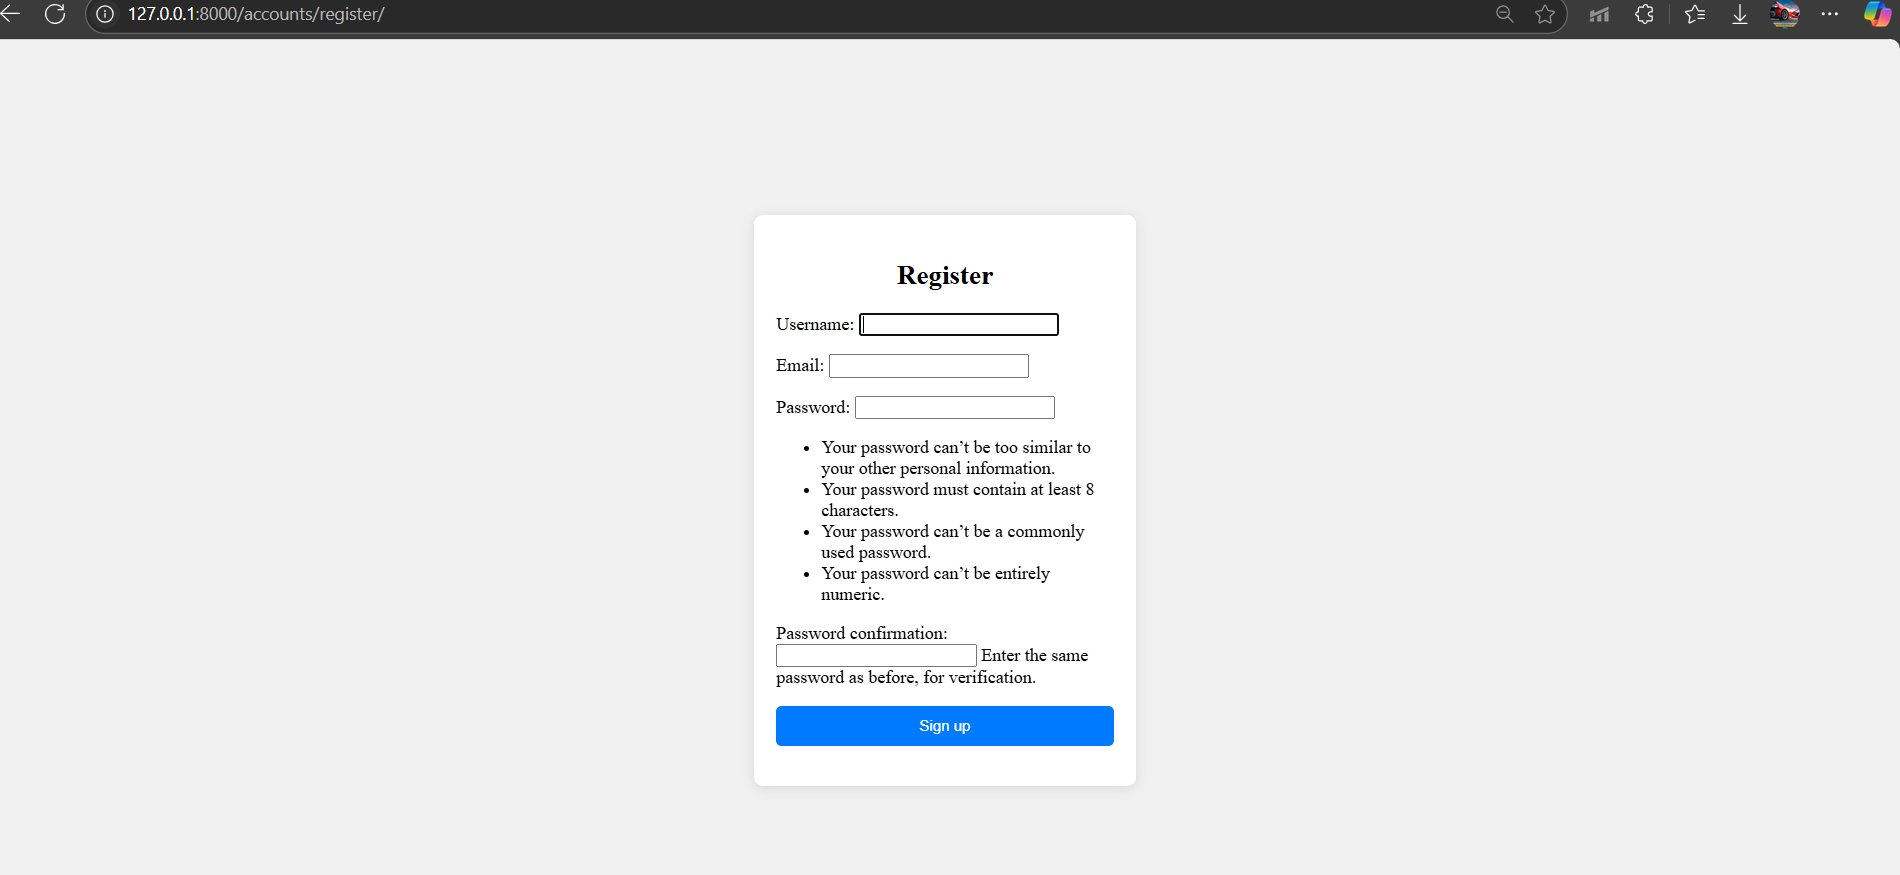 127.0.0.1:8000/accounts/register/
Register
Username:
Email:
Password:
• Your password can’t be too similar to
your other personal information.
• Your password must contain at least 8
characters.
• Your password can’t be a commonly
used password.
• Your password can’t be entirely
numeric.
Password confirmation:
Enter the same
password as before, for verification.
Sign up